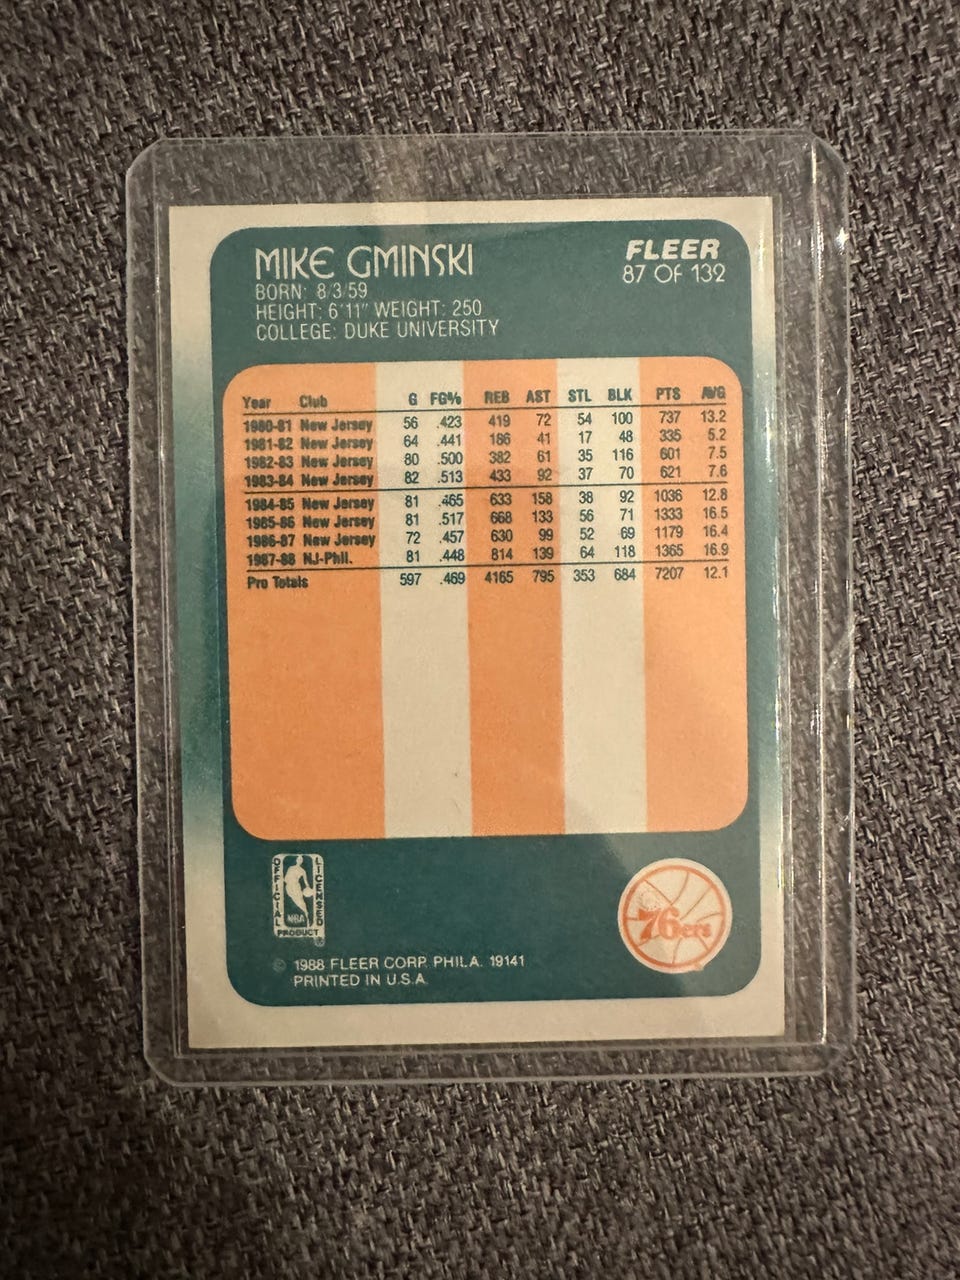 MIKE GMINSKI
FLEER
87 OF 132
BORN: 8/3/59
HEIGHT: 6'11" WEIGHT: 250
COLLEGE: DUKE UNIVERSITY
Year Club G FG% REB AST STL BLK PTS AVG
1980-81 New Jersey 56 .423 419 72 54 100 737 13.2
1981-82 New Jersey 64 .441 186 41 17 48 335 5.2
1982-83 New Jersey 80 .500 382 61 35 116 601 7.5
1983-84 New Jersey 82 .513 433 92 37 70 621 7.6
1984-85 New Jersey 81 .465 633 158 38 92 1036 12.8
1985-86 New Jersey 81 .517 668 133 56 71 1333 16.5
1986-87 New Jersey 72 .457 630 99 52 69 1179 16.4
1987-88 NJ-Phil. 81 .448 814 139 64 118 1365 16.9
Pro Totals 597 .469 4165 795 353 684 7207 12.1
OFFICIAL
LICENSED
NBA
PRODUCT ®
76ers
© 1988 FLEER CORP. PHILA. 19141
PRINTED IN U.S.A.